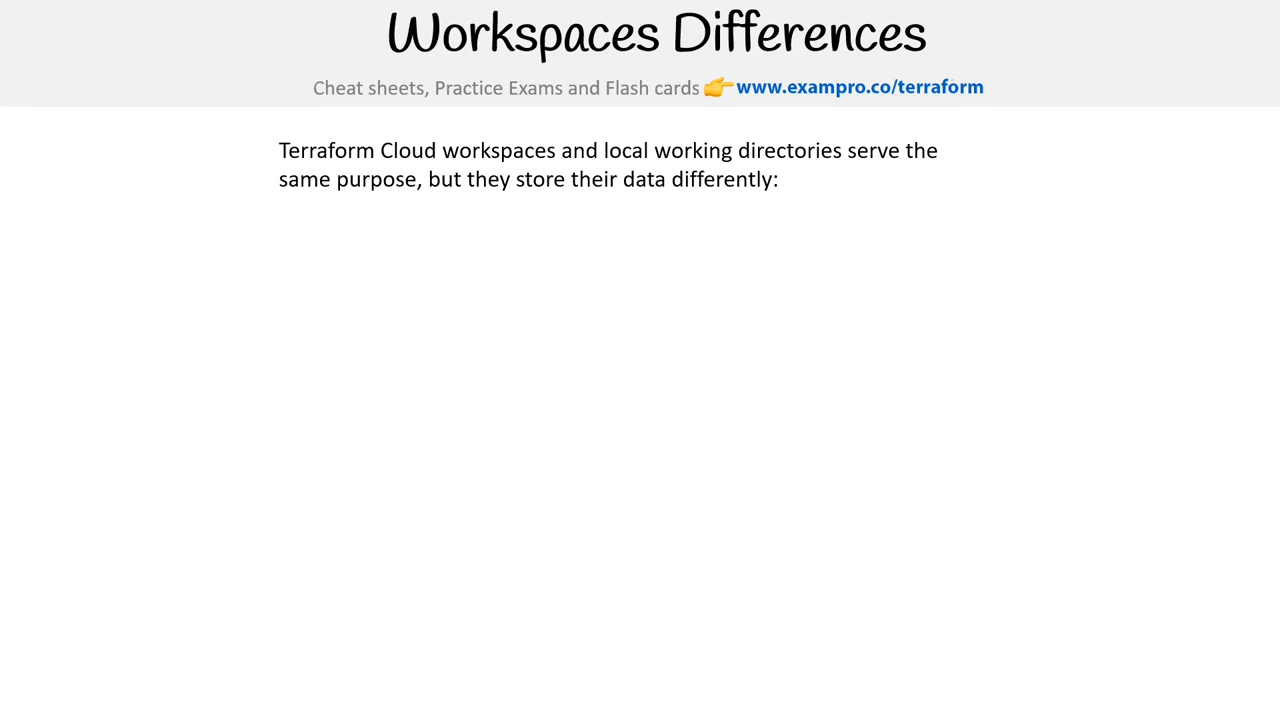 Workspaces Differences
Cheat sheets, Practice Exams and Flash cards 👉 www.exampro.co/terraform
Terraform Cloud workspaces and local working directories serve the
same purpose, but they store their data differently: